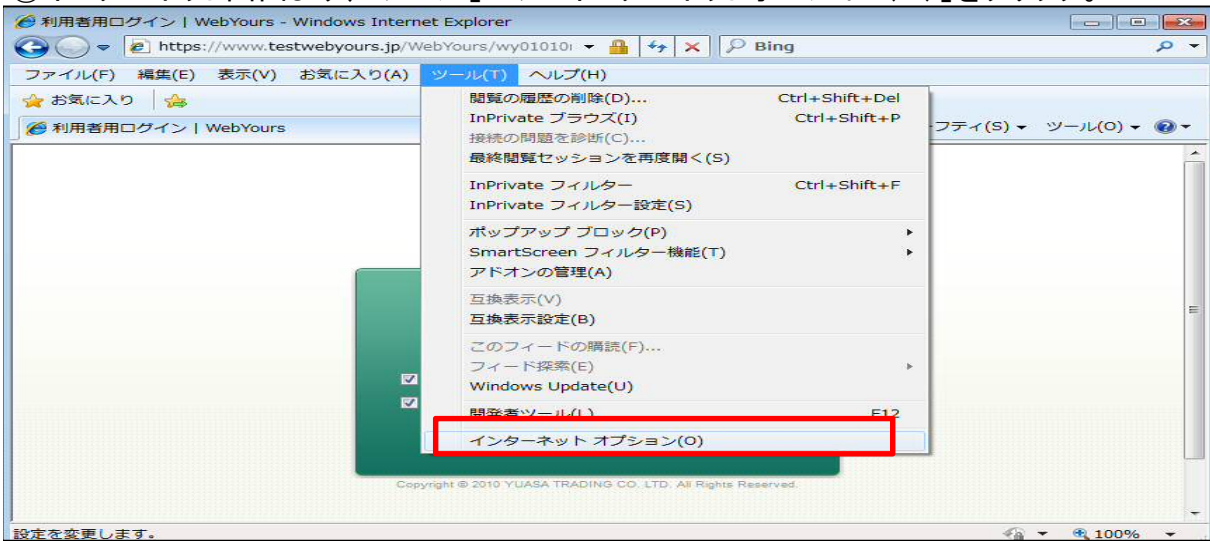 利用者用ログイン | WebYours - Windows Internet Explorer
https://www.testwebyours.jp/WebYours/wy01010
Bing
ファイル(F) 編集(E) 表示(V) お気に入り(A) ツール(T) ヘルプ(H)
お気に入り
利用者用ログイン | WebYours
フティ(S) ツール(O)
閲覧の履歴の削除(D)... Ctrl+Shift+Del
InPrivate ブラウズ(I) Ctrl+Shift+P
接続の問題を診断(C)...
最終閲覧セッションを再度開く(S)
InPrivate フィルター Ctrl+Shift+F
InPrivate フィルター設定(S)
ポップアップ ブロック(P)
SmartScreen フィルター機能(T)
アドオンの管理(A)
互換表示(V)
互換表示設定(B)
このフィードの購読(F)...
フィード探索(E)
Windows Update(U)
開発者ツール(L) F12
インターネット オプション(O)
Copyright © 2010 YUASA TRADING CO. LTD. All Rights Reserved.
設定を変更します。
100%